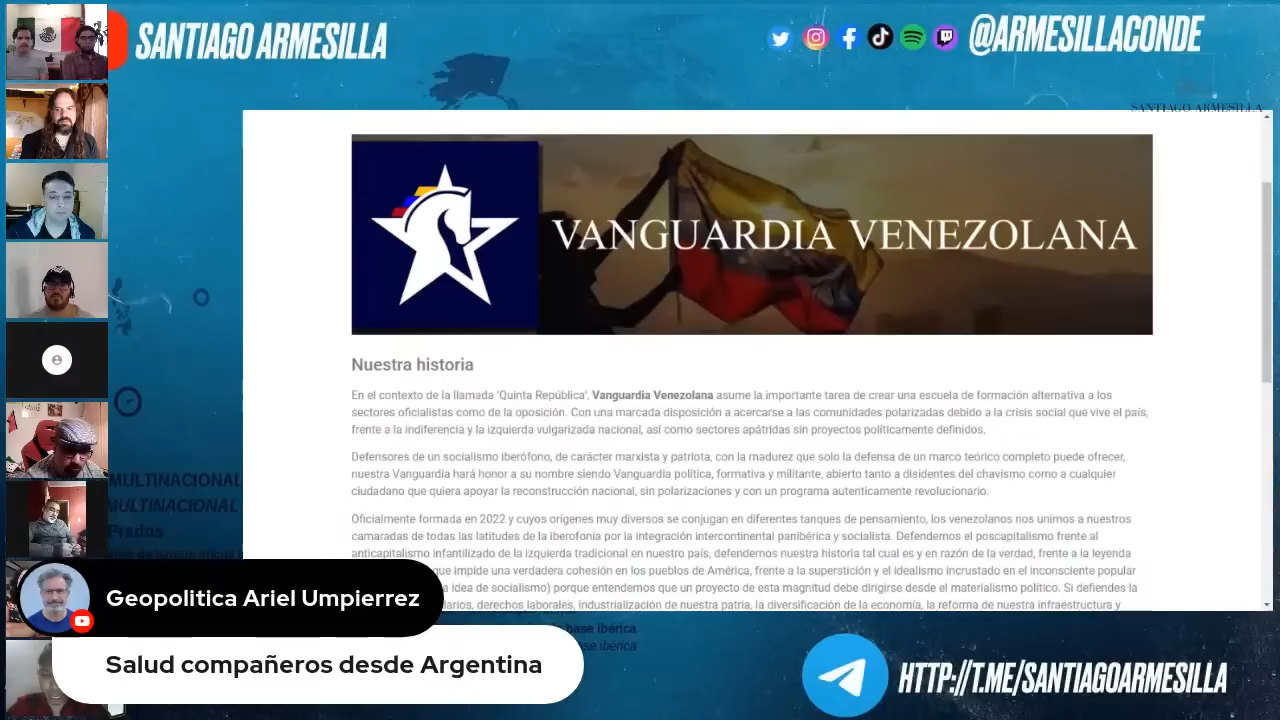 SANTIAGO ARMESILLA
@ARMESILLACONDE
SANTIAGO ARMESILLA
VANGUARDIA VENEZOLANA
Nuestra historia
En el contexto de la llamada 'Quinta República', Vanguardia Venezolana asume la importante tarea de crear una escuela de formación alternativa a los
sectores oficialistas como de la oposición. Con una marcada disposición a acercarse a las comunidades polarizadas debido a la crisis social que vive el país,
frente a la indiferencia y la izquierda vulgarizada nacional, así como sectores apátridas sin proyectos políticamente definidos.
Defensores de un socialismo iberófono, de carácter marxista y patriota, con la madurez que solo la defensa de un marco teórico completo puede ofrecer,
nuestra Vanguardia hará honor a su nombre siendo Vanguardia política, formativa y militante, abierto tanto a disidentes del chavismo como a cualquier
ciudadano que quiera apoyar la reconstrucción nacional, sin polarizaciones y con un programa autenticamente revolucionario.
Oficialmente formada en 2022 y cuyos orígenes muy diversos se conjugan en diferentes tanques de pensamiento, los venezolanos nos unimos a nuestros
camaradas de todas las latitudes de la iberofonía por la integración intercontinental panibérica y socialista. Defendemos el poscapitalismo frente al
anticapitalismo infantilizado de la izquierda tradicional en nuestro país, defendemos nuestra historia tal cual es y en razón de la verdad, frente a la leyenda
que impide una verdadera cohesión en los pueblos de América, frente a la superstición y el idealismo incrustado en el inconsciente popular
a idea de socialismo) porque entendemos que un proyecto de esta magnitud debe dirigirse desde el materialismo político. Si defiendes la
larios, derechos laborales, industrialización de nuestra patria, la diversificación de la economía, la reforma de nuestra infraestructura y
MULTINACIONAL
MULTINACIONAL
Prados
base ibérica
se ibérica
Geopolitica Ariel Umpierrez
Salud compañeros desde Argentina
HTTP://T.ME/SANTIAGOARMESILLA